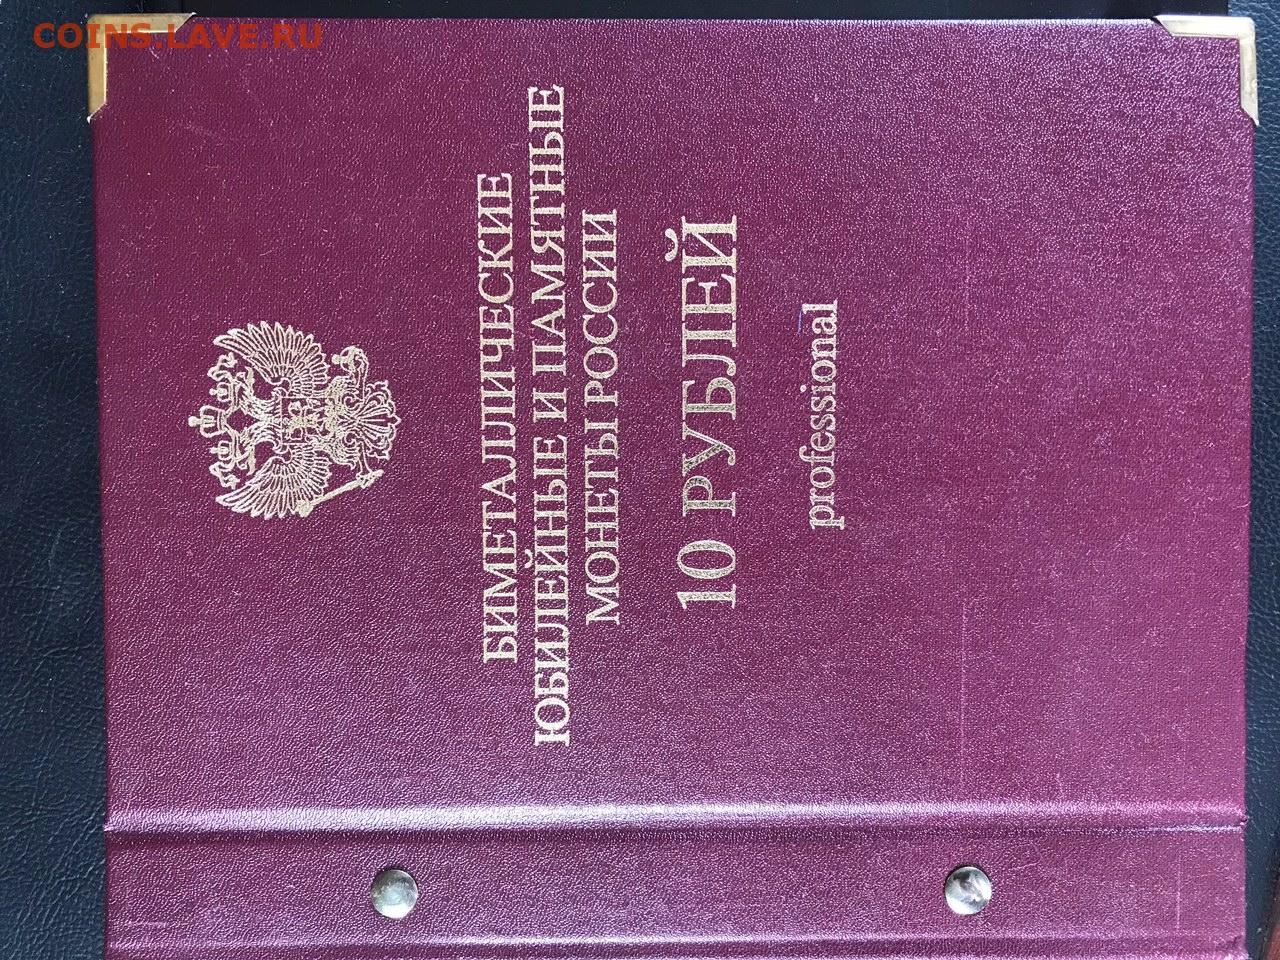 COINS.LAVE.RU
БИМЕТАЛЛИЧЕСКИЕ
ЮБИЛЕЙНЫЕ И ПАМЯТНЫЕ
МОНЕТЫ РОССИИ
10 РУБЛЕЙ
professional